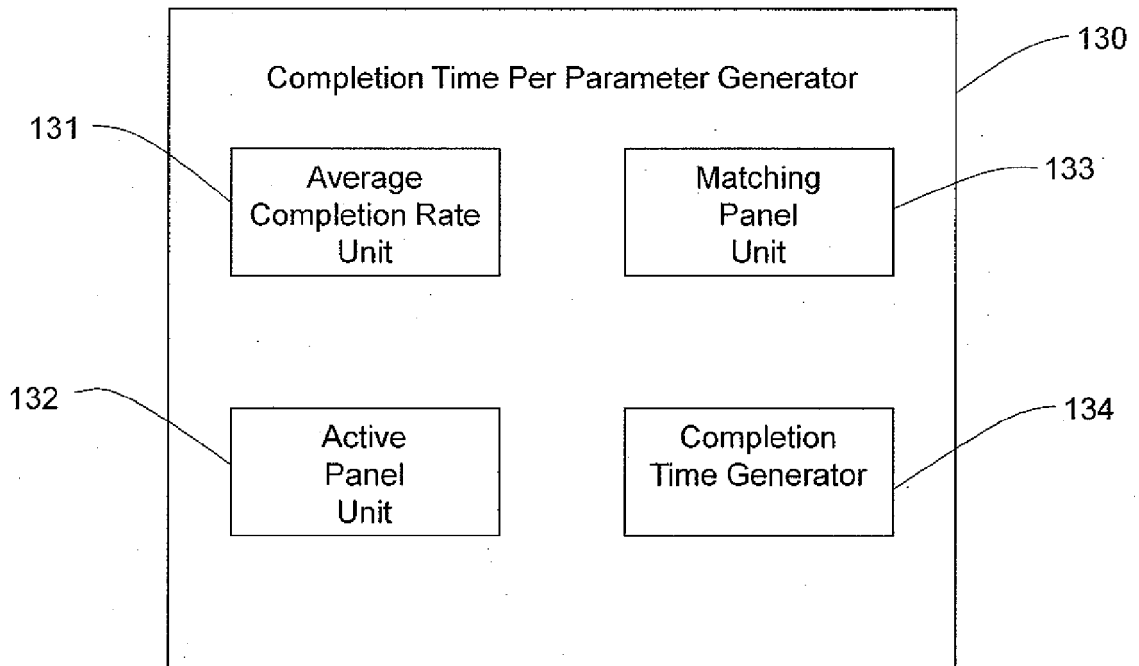 130
Completion Time Per Parameter Generator
131
Average
Completion Rate
Unit
Matching
Panel
Unit
133
132
Active
Panel
Unit
Completion
Time Generator
134